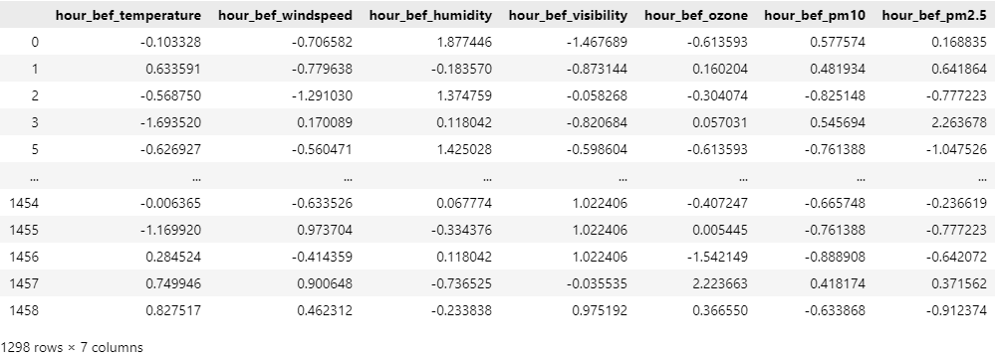 hour_bef_temperature hour_bef_windspeed hour_bef_humidity hour_bef_visibility hour_bef_ozone hour_bef_pm10 hour_bef_pm2.5
0 -0.103328 -0.706582 1.877446 -1.467689 -0.613593 0.577574 0.168835
1 0.633591 -0.779638 -0.183570 -0.873144 0.160204 0.481934 0.641864
2 -0.568750 -1.291030 1.374759 -0.058268 -0.304074 -0.825148 -0.777223
3 -1.693520 0.170089 0.118042 -0.820684 0.057031 0.545694 2.263678
5 -0.626927 -0.560471 1.425028 -0.598604 -0.613593 -0.761388 -1.047526
... ... ... ... ... ... ... ...
1454 -0.006365 -0.633526 0.067774 1.022406 -0.407247 -0.665748 -0.236619
1455 -1.169920 0.973704 -0.334376 1.022406 0.005445 -0.761388 -0.777223
1456 0.284524 -0.414359 0.118042 1.022406 -1.542149 -0.888908 -0.642072
1457 0.749946 0.900648 -0.736525 -0.035535 2.223663 0.418174 0.371562
1458 0.827517 0.462312 -0.233838 0.975192 0.366550 -0.633868 -0.912374
1298 rows × 7 columns